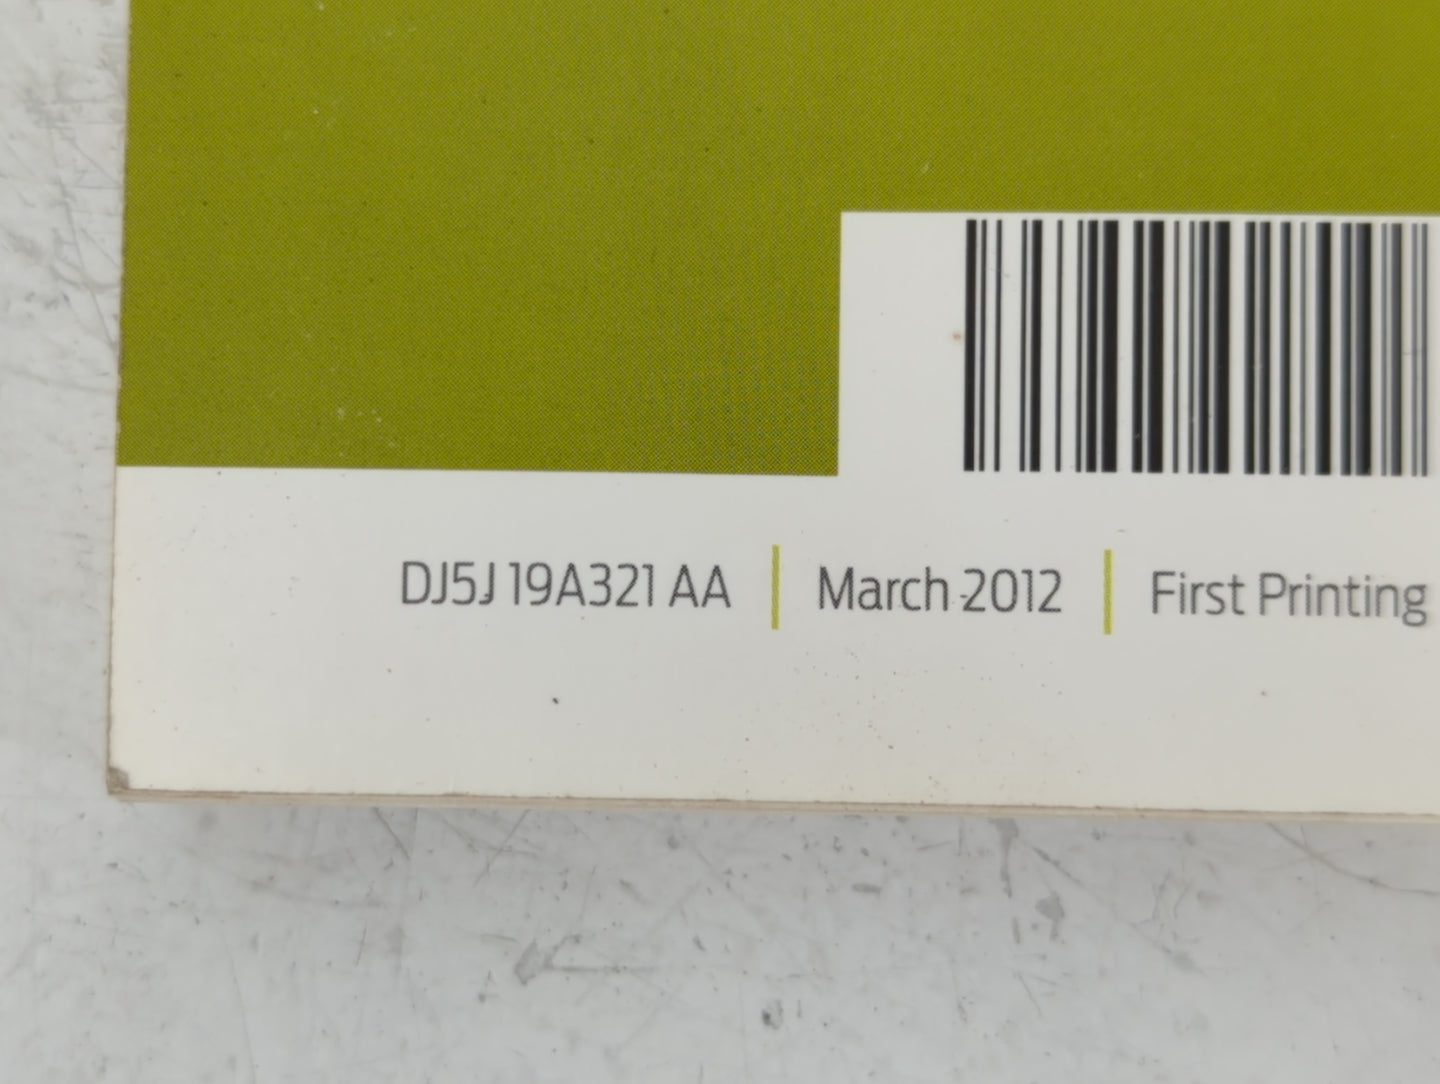 DJ5J 19A321 AA | March 2012 | First Printing